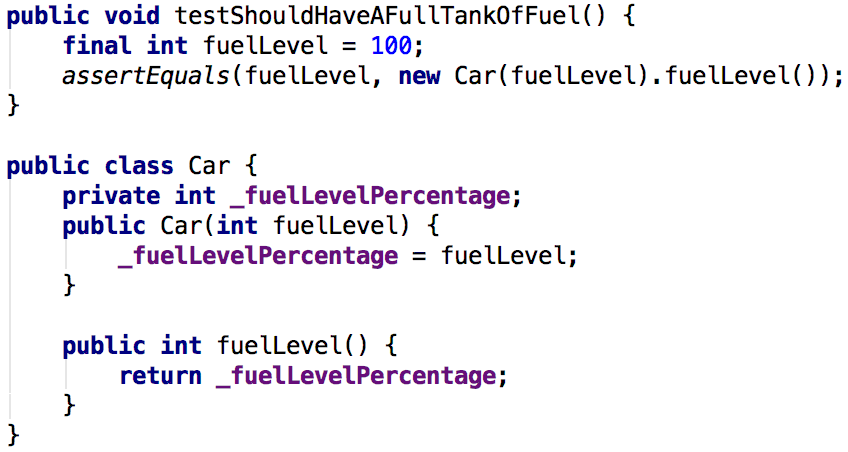 public void testShouldHaveAFullTankOfFuel() {
    final int fuelLevel = 100;
    assertEquals(fuelLevel, new Car(fuelLevel).fuelLevel());
}

public class Car {
    private int _fuelLevelPercentage;
    public Car(int fuelLevel) {
        _fuelLevelPercentage = fuelLevel;
    }

    public int fuelLevel() {
        return _fuelLevelPercentage;
    }
}